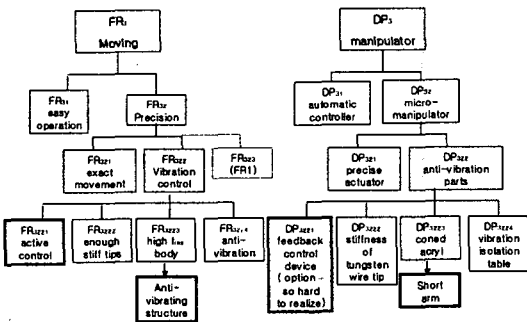 FR3
Moving
DP3
manipulator
FR31
easy
operation
FR32
Precision
DP31
automatic
controller
DP32
micro-
manipulator
FR321
exact
movement
FR322
Vibration
control
FR323
(FR1)
DP321
precise
actuator
DP322
anti-vibration
parts
FR3221
active
control
FR3222
enough
stiff tips
FR3223
high
body
anti-
vibration
DP3221
feedback
control
device
(option -
so hard
to realize)
DP3222
stiffness
of
tungsten
wire tip
DP3223
coned
acryl
DP3224
vibration
isolation
table
Anti-
vibrating
structure
Short
arm